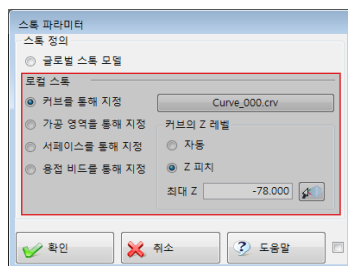 스톡 파라미터
스톡 정의
글로벌 스톡 모델
로컬 스톡
커브를 통해 지정
Curve_000.crv
가공 영역을 통해 지정
커브의 Z 레벨
서페이스를 통해 지정
자동
용접 비드를 통해 지정
Z 피치
최대 Z
-78.000
확인
취소
도움말